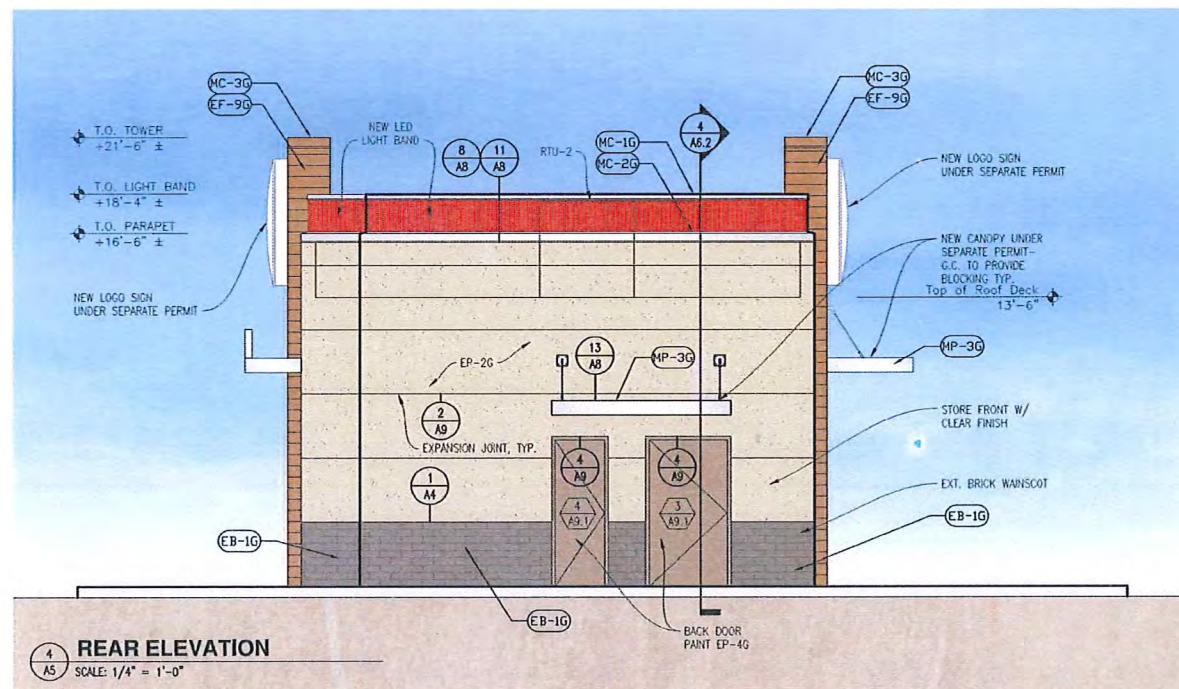 MC-3G
EF-9G
T.O. TOWER
+21'-6" ±
T.O. LIGHT BAND
+18'-4" ±
T.O. PARAPET
+16'-6" ±
NEW LED
LIGHT BAND
8
A8
11
A8
RTU-2
MC-1G
MC-2G
4
A6.2
MC-3G
EF-9G
NEW LOGO SIGN
UNDER SEPARATE PERMIT
NEW CANOPY UNDER
SEPARATE PERMIT-
G.C. TO PROVIDE
BLOCKING TYP.
Top of Roof Deck
13'-6"
NEW LOGO SIGN
UNDER SEPARATE PERMIT
EP-2G
13
A8
MP-3G
MP-3G
2
A9
EXPANSION JOINT, TYP.
STORE FRONT W/
CLEAR FINISH
1
A4
4
A9
4
A9
4
A9.1
3
A9.1
EXT. BRICK WAINSCOT
EB-1G
EB-1G
EB-1G
BACK DOOR
PAINT EP-4G
4
A5
REAR ELEVATION
SCALE: 1/4" = 1'-0"